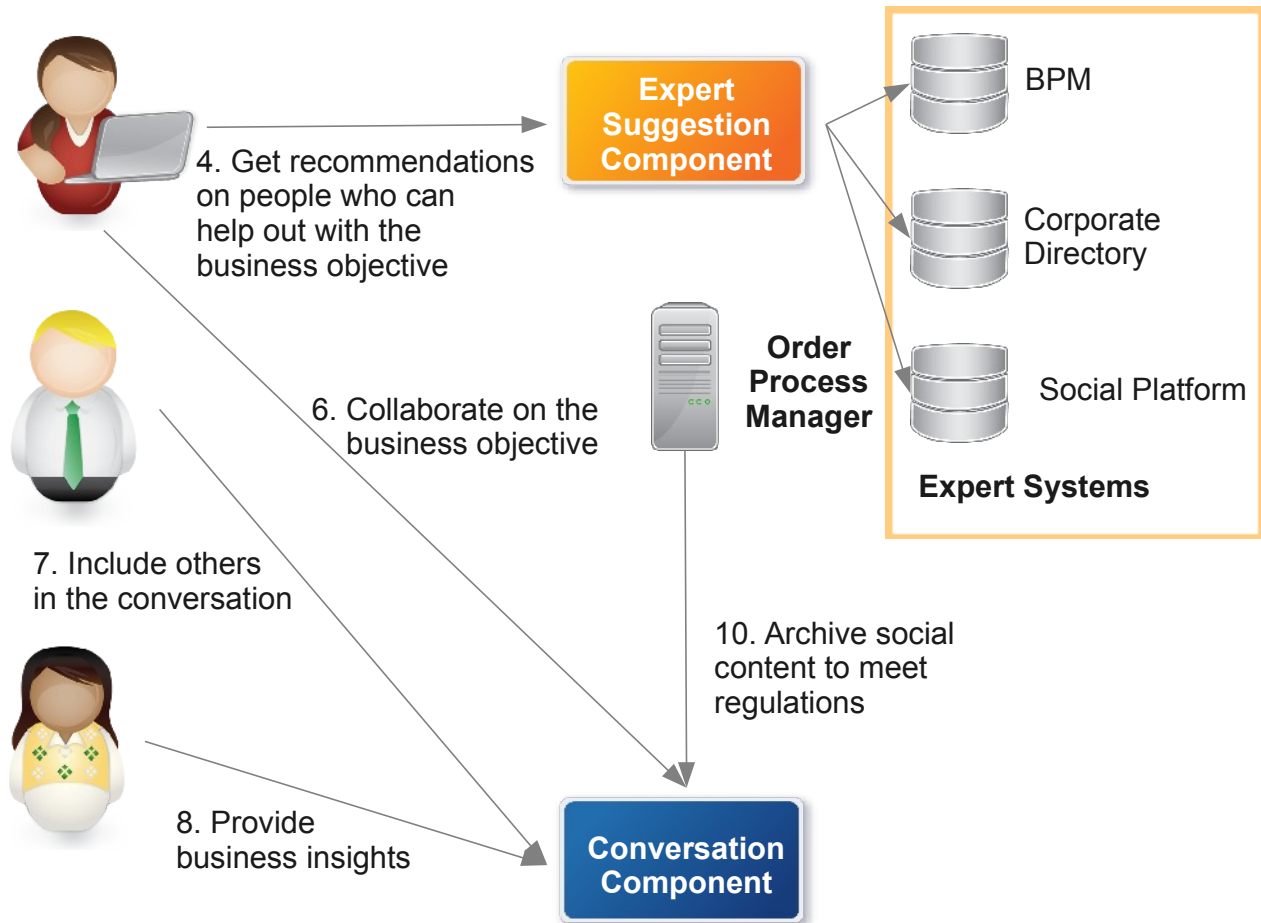 Expert
Suggestion
Component
BPM
4. Get recommendations
on people who can
help out with the
business objective
Corporate
Directory
Order
Process
Manager
Social Platform
6. Collaborate on the
business objective
Expert Systems
7. Include others
in the conversation
10. Archive social
content to meet
regulations
8. Provide
business insights
Conversation
Component